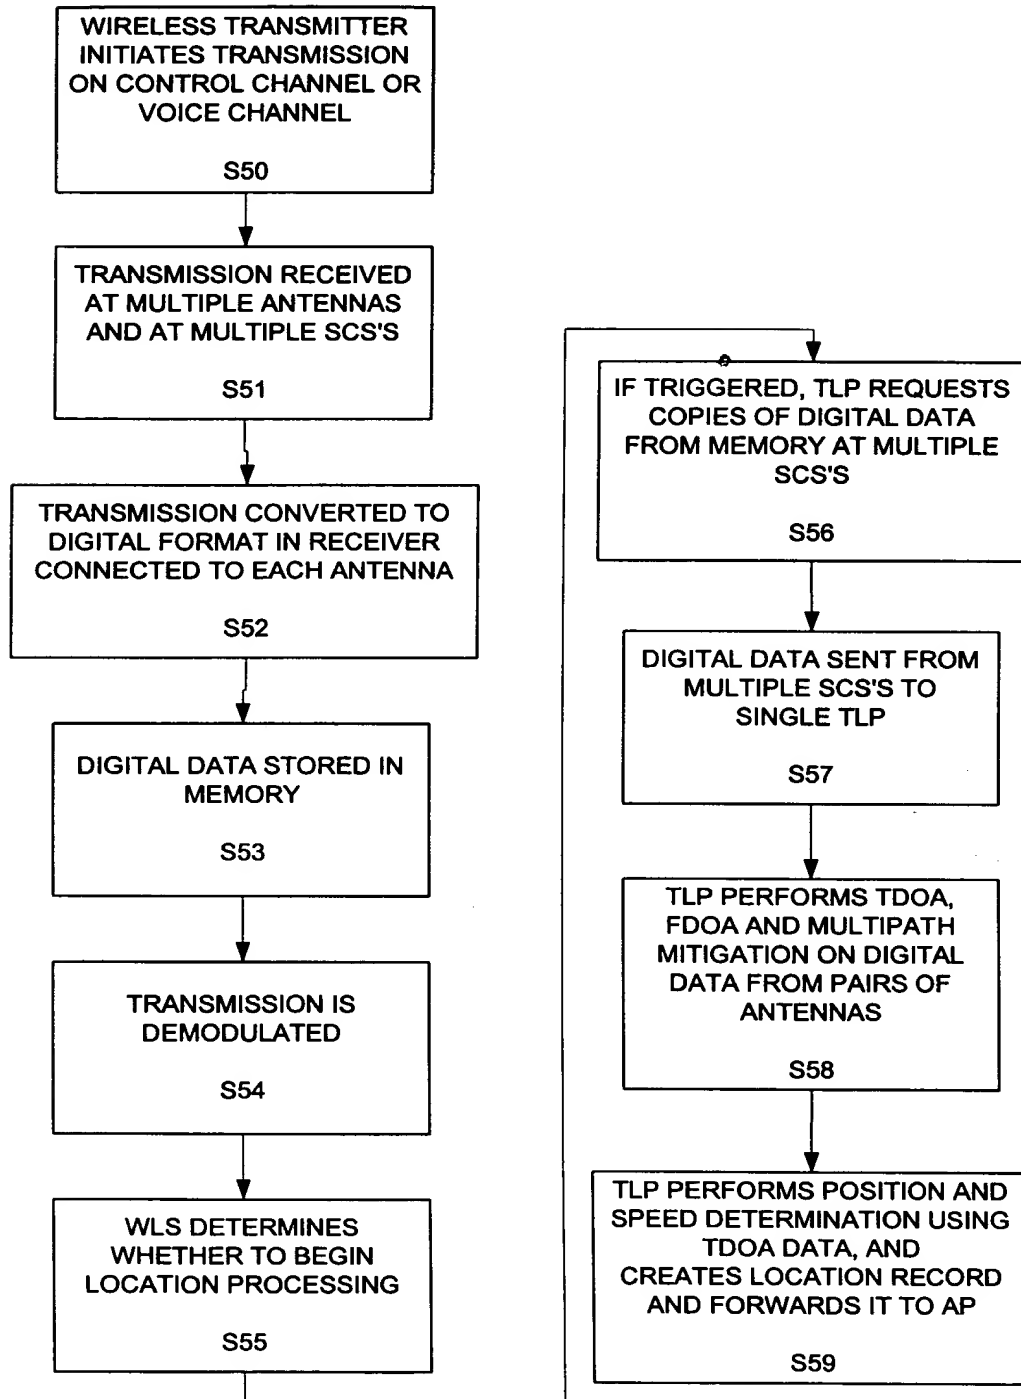 WIRELESS TRANSMITTER
INITIATES TRANSMISSION
ON CONTROL CHANNEL OR
VOICE CHANNEL
S50
TRANSMISSION RECEIVED
AT MULTIPLE ANTENNAS
AND AT MULTIPLE SCS'S
S51
TRANSMISSION CONVERTED TO
DIGITAL FORMAT IN RECEIVER
CONNECTED TO EACH ANTENNA
S52
DIGITAL DATA STORED IN
MEMORY
S53
TRANSMISSION IS
DEMODULATED
S54
WLS DETERMINES
WHETHER TO BEGIN
LOCATION PROCESSING
S55
IF TRIGGERED, TLP REQUESTS
COPIES OF DIGITAL DATA
FROM MEMORY AT MULTIPLE
SCS'S
S56
DIGITAL DATA SENT FROM
MULTIPLE SCS'S TO
SINGLE TLP
S57
TLP PERFORMS TDOA,
FDOA AND MULTIPATH
MITIGATION ON DIGITAL
DATA FROM PAIRS OF
ANTENNAS
S58
TLP PERFORMS POSITION AND
SPEED DETERMINATION USING
TDOA DATA, AND
CREATES LOCATION RECORD
AND FORWARDS IT TO AP
S59